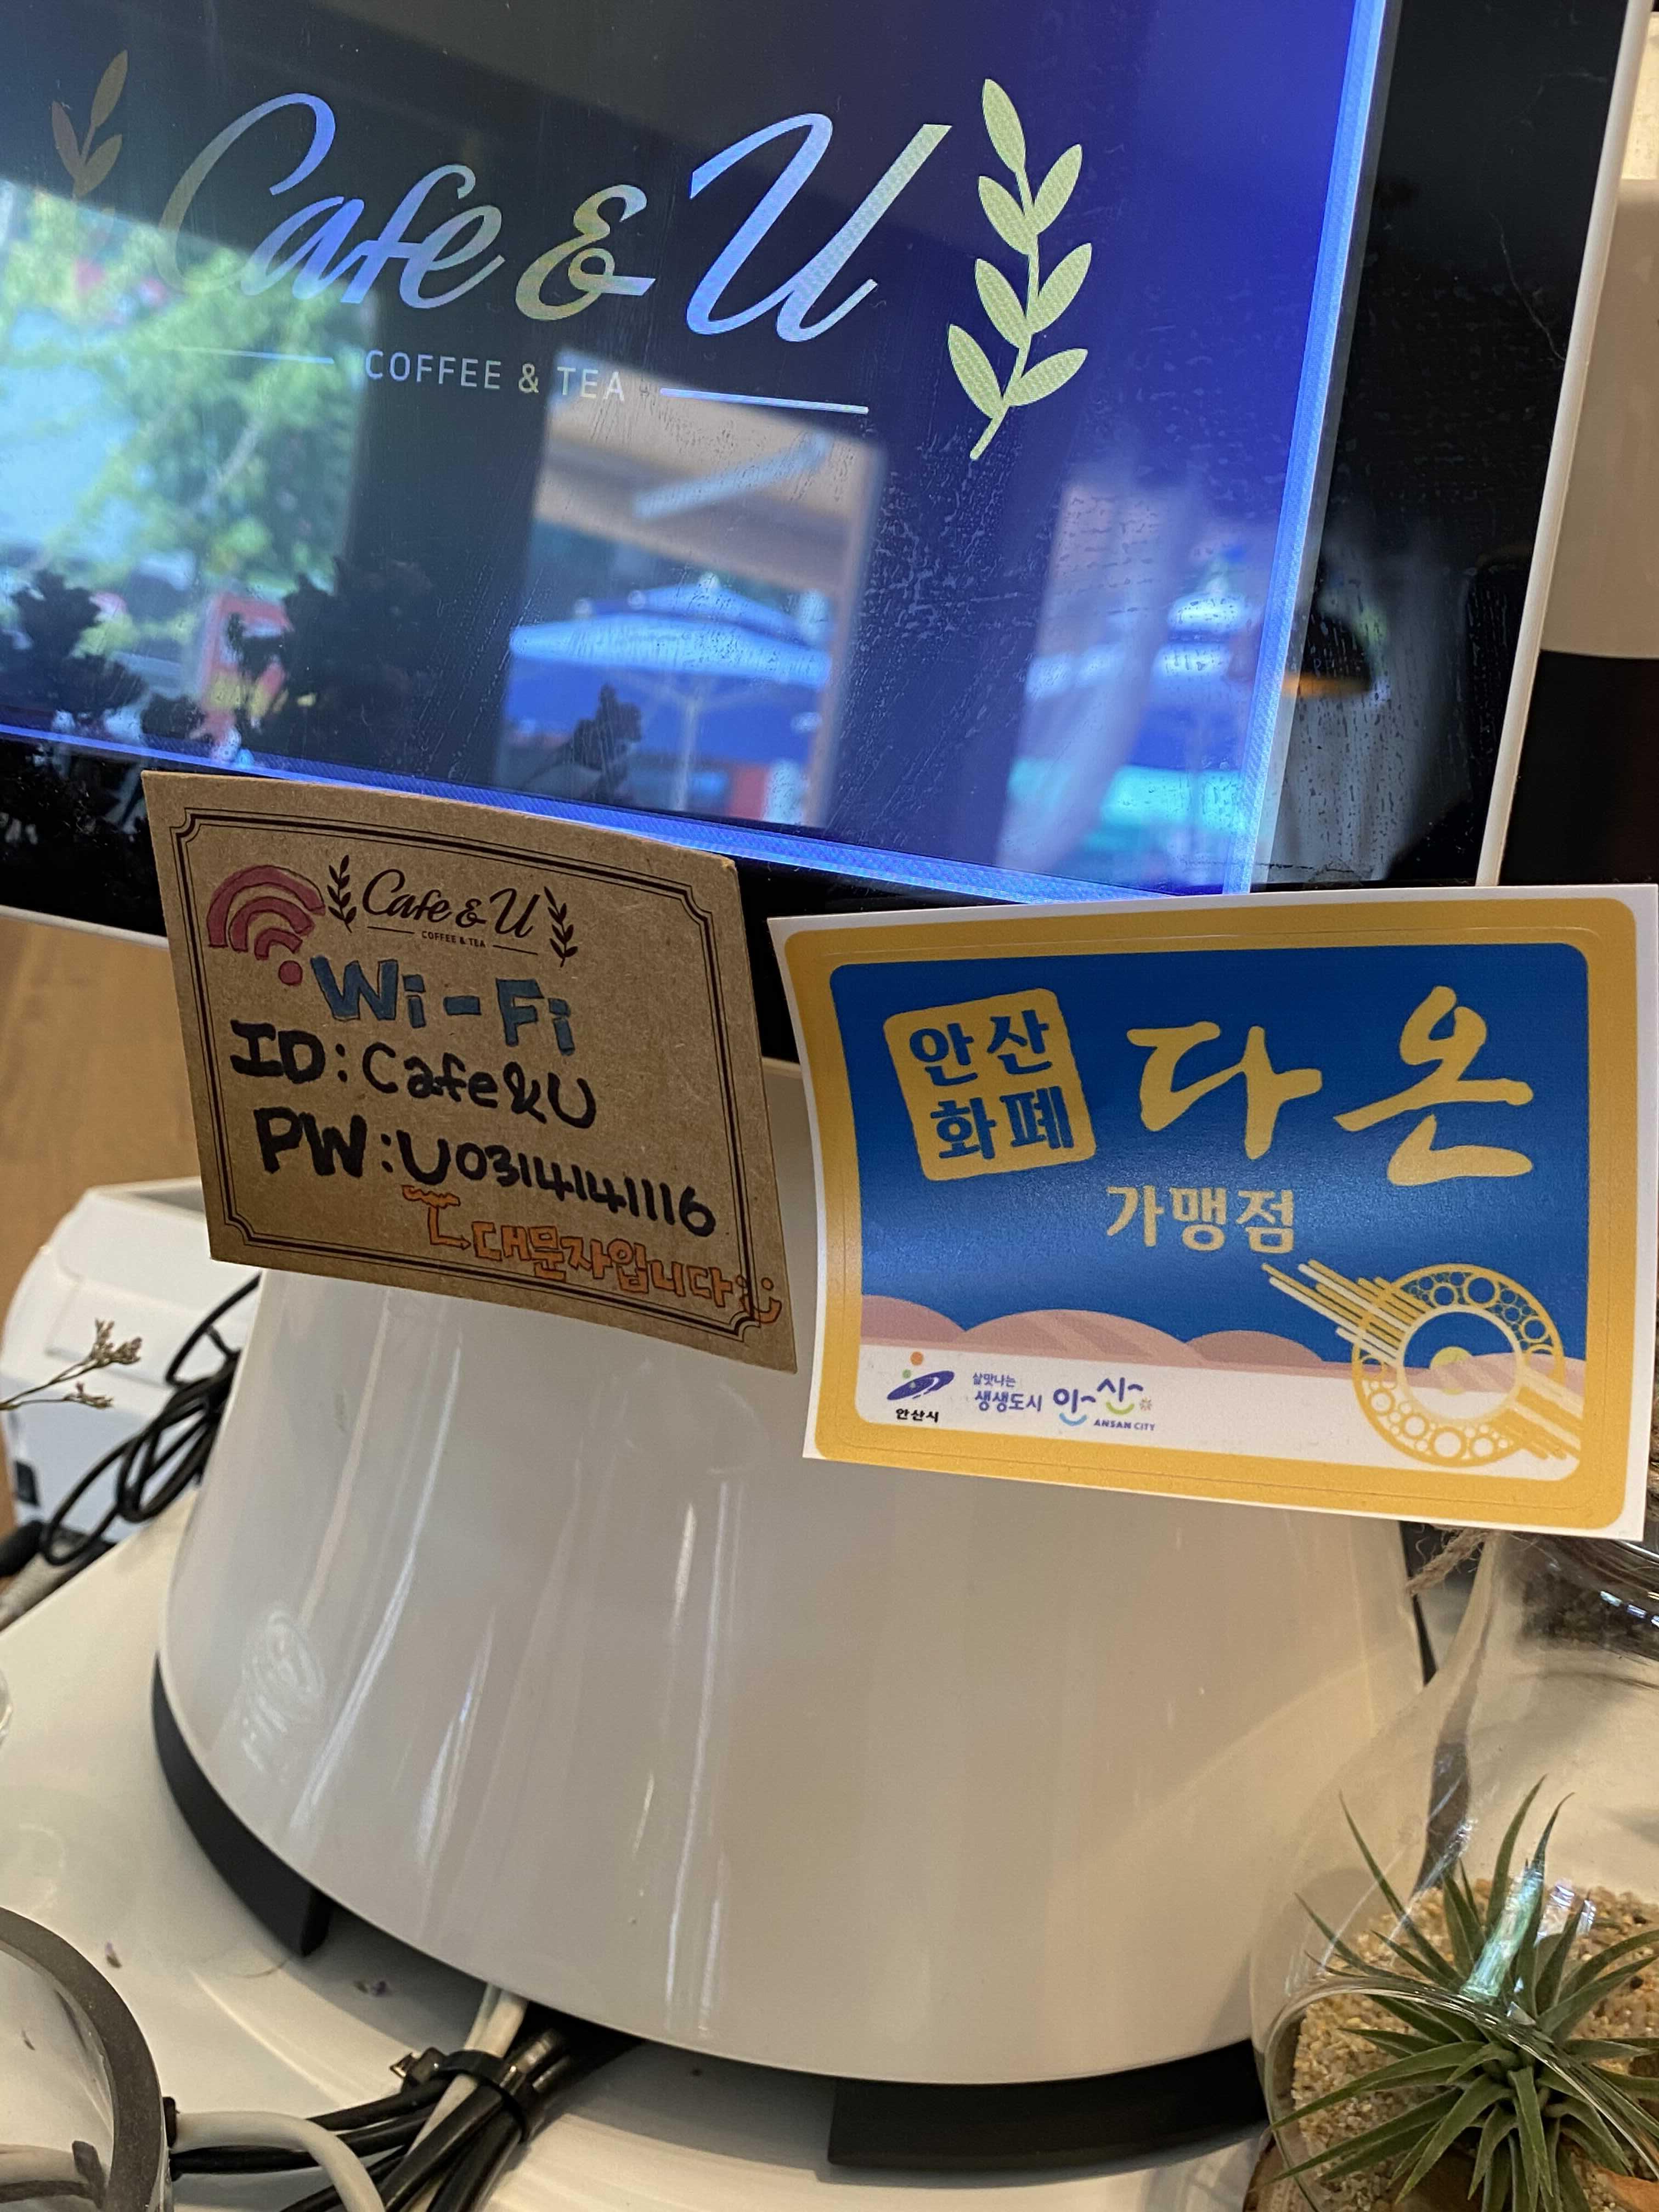 Cafe & U
COFFEE & TEA
Cafe & U
COFFEE & TEA
Wi-Fi
ID: Cafe&U
PW: U0314141116
대문자입니다
안산
화폐
다온
가맹점
안산시
살맛나는
생생도시 안산
ANSAN CITY